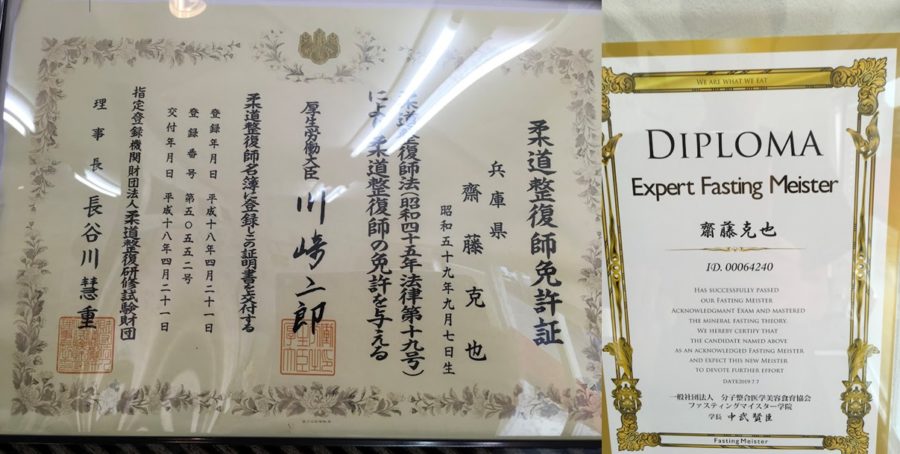 柔道整復師免許証
兵庫県
齋藤克也
昭和五十九年九月七日生
柔道整復師法(昭和四十五年法律第十九号)
により柔道整復師の免許を与える
厚生労働大臣 川崎二郎
柔道整復師名簿に登録しこの証明書を交付する
登録年月日 平成十八年四月二十一日
登録番号 第五〇五五二号
交付年月日 平成十八年四月二十一日
指定登録機関財団法人柔道整復研修試験財団
理事長 長谷川慧重
WE ARE WHAT WE EAT
DIPLOMA
Expert Fasting Meister
齋藤克也
I・D. 00064240
HAS SUCCESSFULLY PASSED
OUR FASTING MEISTER
ACKNOWLEDGMANT EXAM AND MASTERED
THE MINERAL FASTING THEORY.
WE HEREBY CERTIFY THAT
THE CANDIDATE NAMED ABOVE
AS AN ACKNOWLEDGED FASTING MEISTER
AND EXPECT THIS NEW MEISTER
TO DEVOTE FURTHER EFFORT
DATE2019.7.7
一般社団法人 分子整合医学美容食育協会
ファスティングマイスター学院
学長 中武賢臣
Fasting Meister